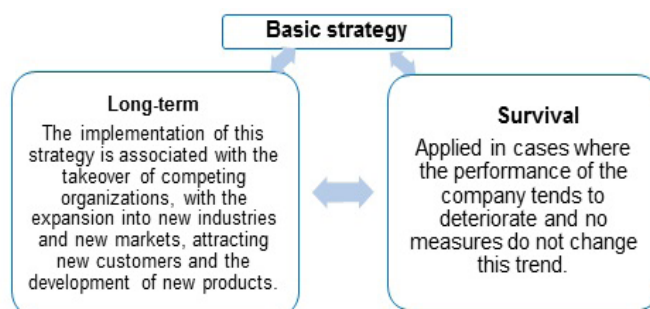 Basic strategy
Long-term
The implementation of this
strategy is associated with the
takeover of competing
organizations, with the
expansion into new industries
and new markets, attracting
new customers and the
development of new products.
Survival
Applied in cases where
the performance of the
company tends to
deteriorate and no
measures do not change
this trend.